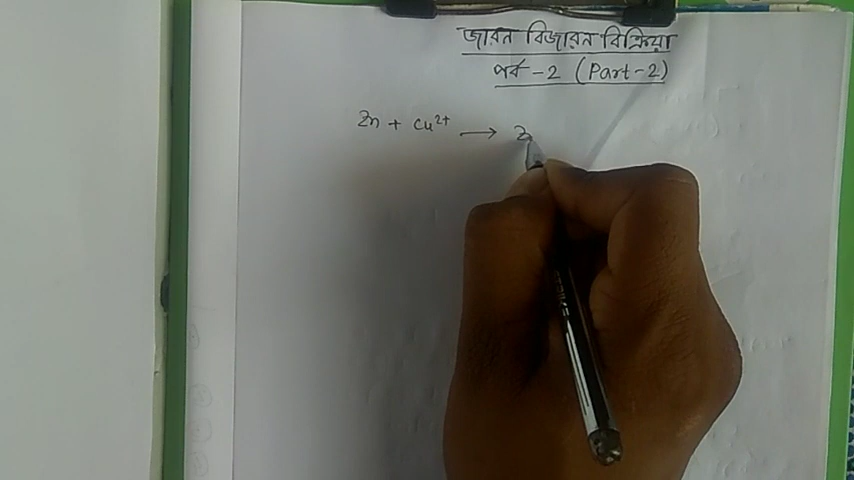 জারন বিজারন বিক্রিয়া
পর্ব -2 (Part-2)
Zn + Cu²⁺ ⟶ Z